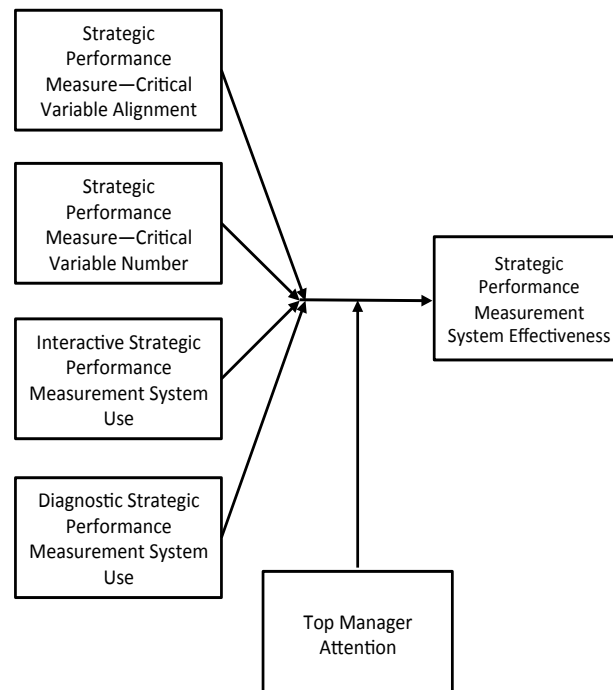 Strategic
Performance
Measure—Critical
Variable Alignment
Strategic
Performance
Measure—Critical
Variable Number
Interactive Strategic
Performance
Measurement System
Use
Diagnostic Strategic
Performance
Measurement System
Use
Strategic
Performance
Measurement
System Effectiveness
Top Manager
Attention